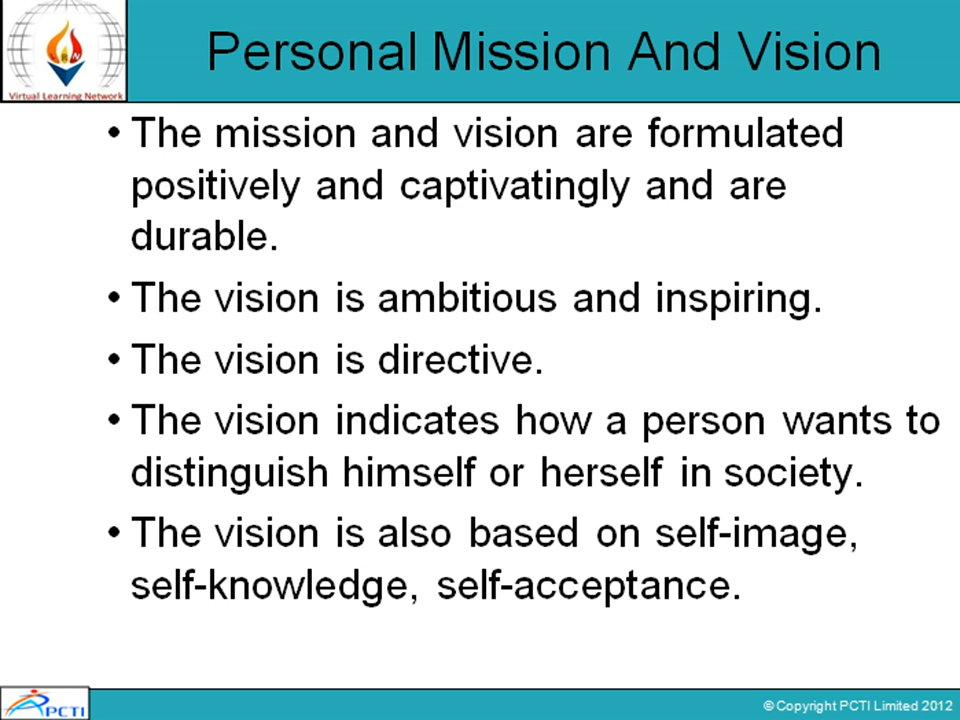 Personal Mission And Vision
Virtual Learning Network
• The mission and vision are formulated
positively and captivatingly and are
durable.
• The vision is ambitious and inspiring.
• The vision is directive.
• The vision indicates how a person wants to
distinguish himself or herself in society.
• The vision is also based on self-image,
self-knowledge, self-acceptance.
PCTI
© Copyright PCTI Limited 2012